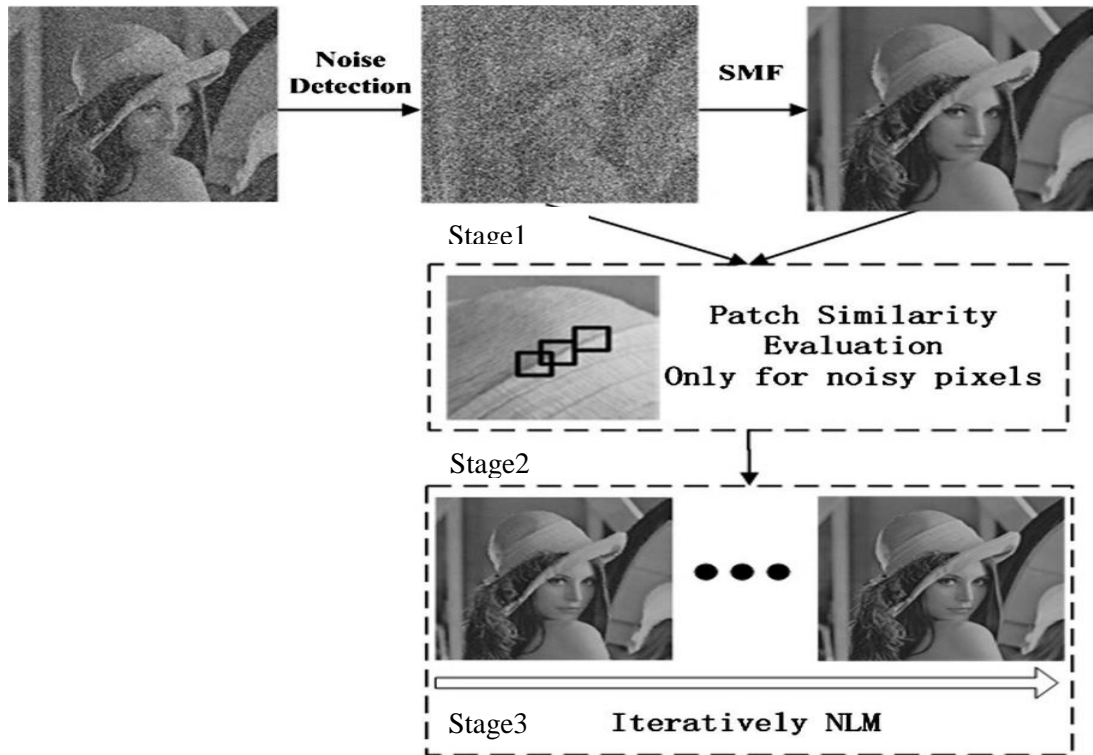 Noise
Detection
SMF
Stage1
Patch Similarity
Evaluation
Only for noisy pixels
Stage2
Stage3
Iteratively NLM